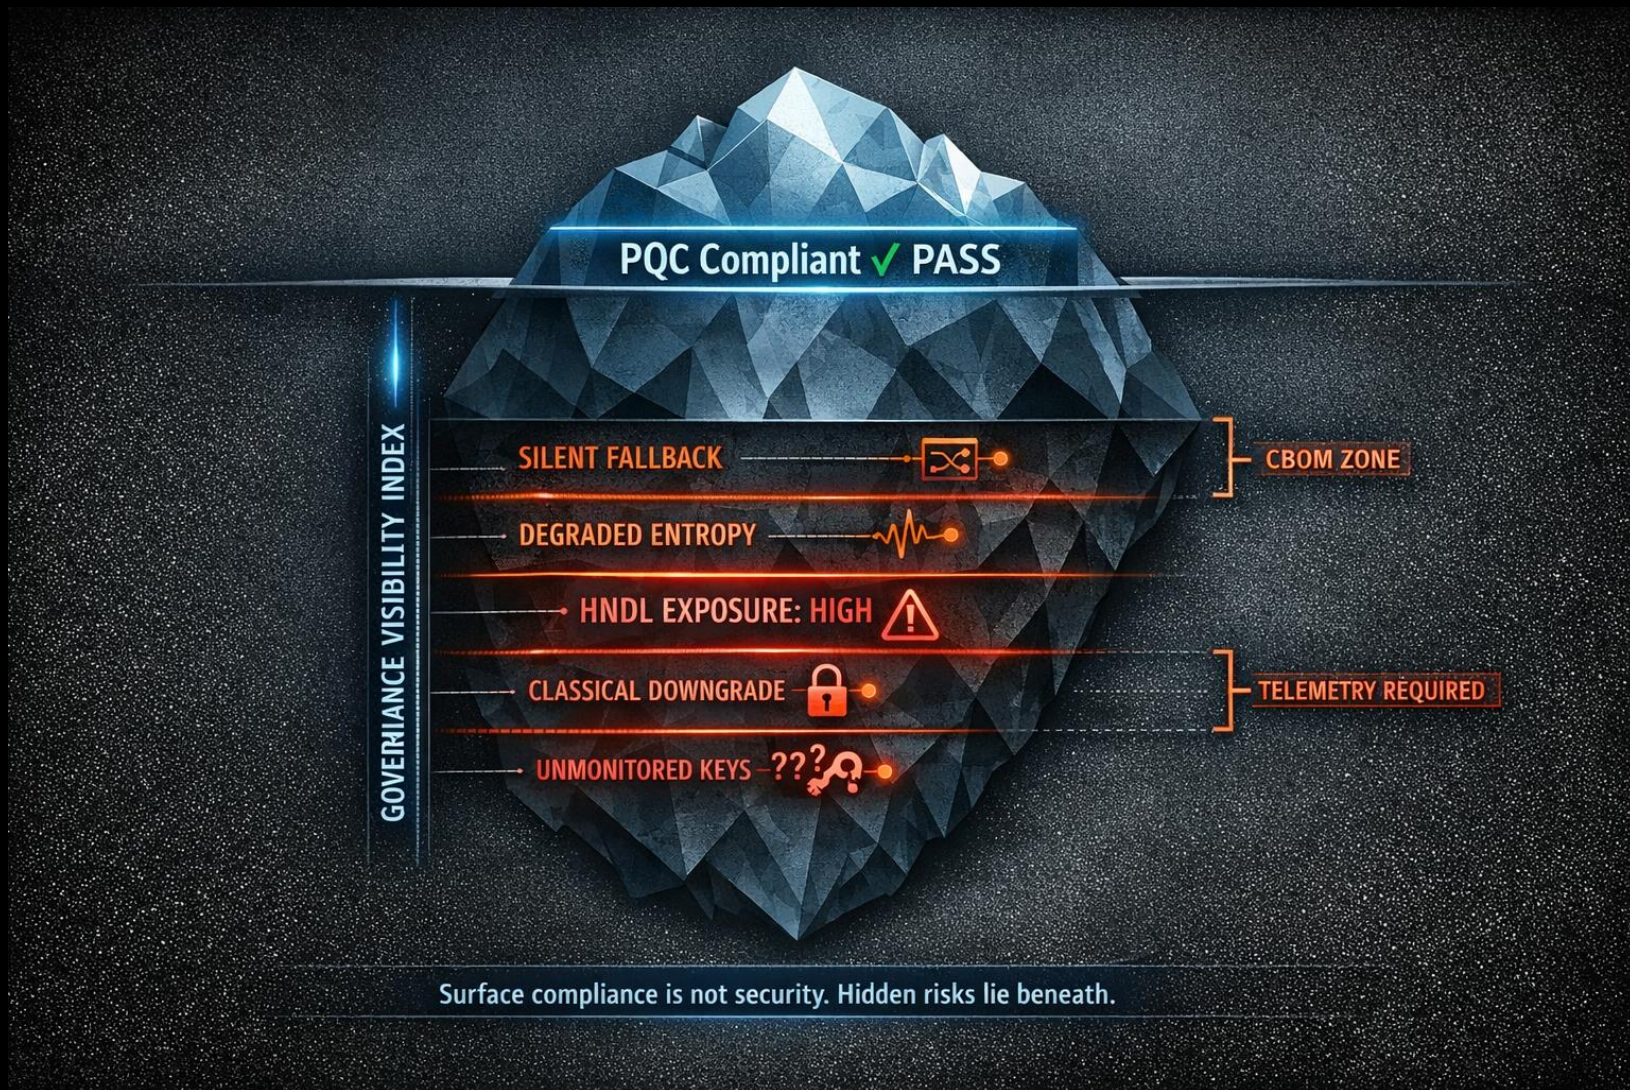 PQC Compliant ✓ PASS
GOVERNANCE VISIBILITY INDEX
SILENT FALLBACK
CBOM ZONE
DEGRADED ENTROPY
HNDL EXPOSURE: HIGH
CLASSICAL DOWNGRADE
TELEMETRY REQUIRED
UNMONITORED KEYS
???
Surface compliance is not security. Hidden risks lie beneath.